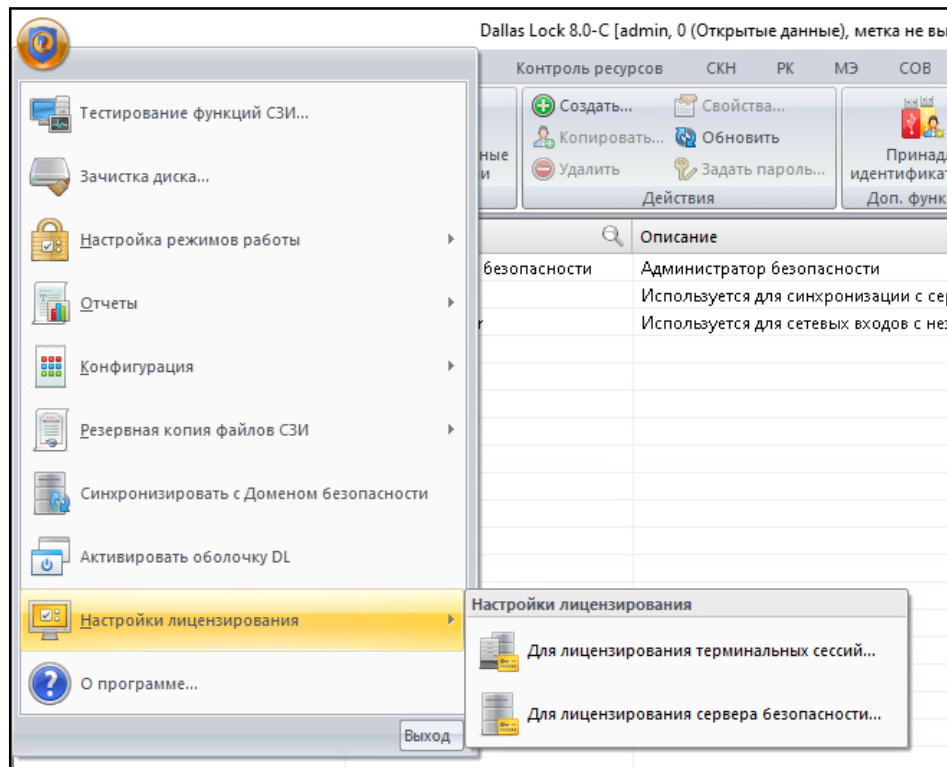 Dallas Lock 8.0-C [admin, 0 (Открытые данные), метка не вы
Контроль ресурсов СКН РК МЭ СОВ
Создать... Свойства...
Копировать... Обновить
Удалить Задать пароль...
Действия
Принад
идентифика
Доп. функ
ные
и
Описание
безопасности Администратор безопасности
Используется для синхронизации с се
r Используется для сетевых входов с не
Тестирование функций СЗИ...
Зачистка диска...
Настройка режимов работы
Отчеты
Конфигурация
Резервная копия файлов СЗИ
Синхронизировать с Доменом безопасности
Активировать оболочку DL
Настройки лицензирования
О программе...
Выход
Настройки лицензирования
Для лицензирования терминальных сессий...
Для лицензирования сервера безопасности...